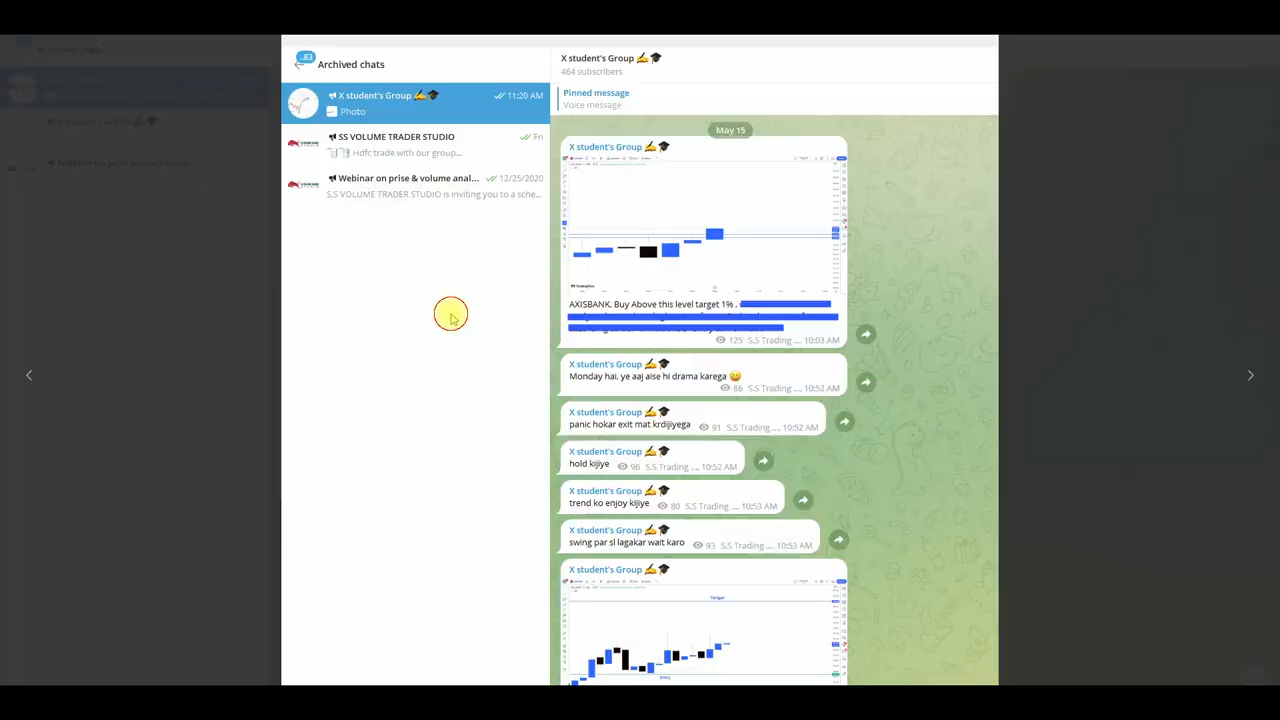 ..83
Archived chats
X student's Group ✍🎓
11:20 AM
Photo
SS VOLUME TRADER STUDIO
Fri
Hdfc trade with our group...
Webinar on prise & volume anal...
12/25/2020
S.S VOLUME TRADER STUDIO is inviting you to a sche...
X student's Group ✍🎓
464 subscribers
Pinned message
Voice message
May 15
X student's Group ✍🎓
TradingView
AXISBANK, Buy Above this level target 1% ,
125 S.S Trading ..., 10:03 AM
X student's Group ✍🎓
Monday hai, ye aaj aise hi drama karega 😄
86 S.S Trading ..., 10:52 AM
X student's Group ✍🎓
panic hokar exit mat krdijiyega
91 S.S Trading ..., 10:52 AM
X student's Group ✍🎓
hold kijiye
96 S.S Trading ..., 10:52 AM
X student's Group ✍🎓
trend ko enjoy kijiye
80 S.S Trading ..., 10:53 AM
X student's Group ✍🎓
swing par sl lagakar wait karo
93 S.S Trading ..., 10:53 AM
X student's Group ✍🎓
Target
Entry